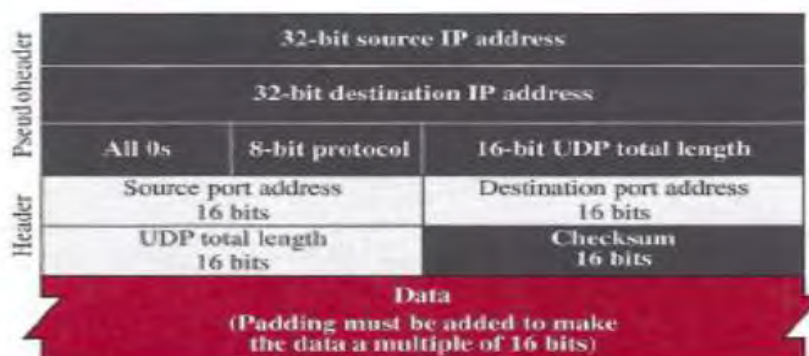 Pseudoheader
32-bit source IP address
32-bit destination IP address
All 0s 8-bit protocol 16-bit UDP total length
Header
Source port address Destination port address
16 bits 16 bits
UDP total length Checksum
16 bits 16 bits
Data
(Padding must be added to make
the data a multiple of 16 bits)